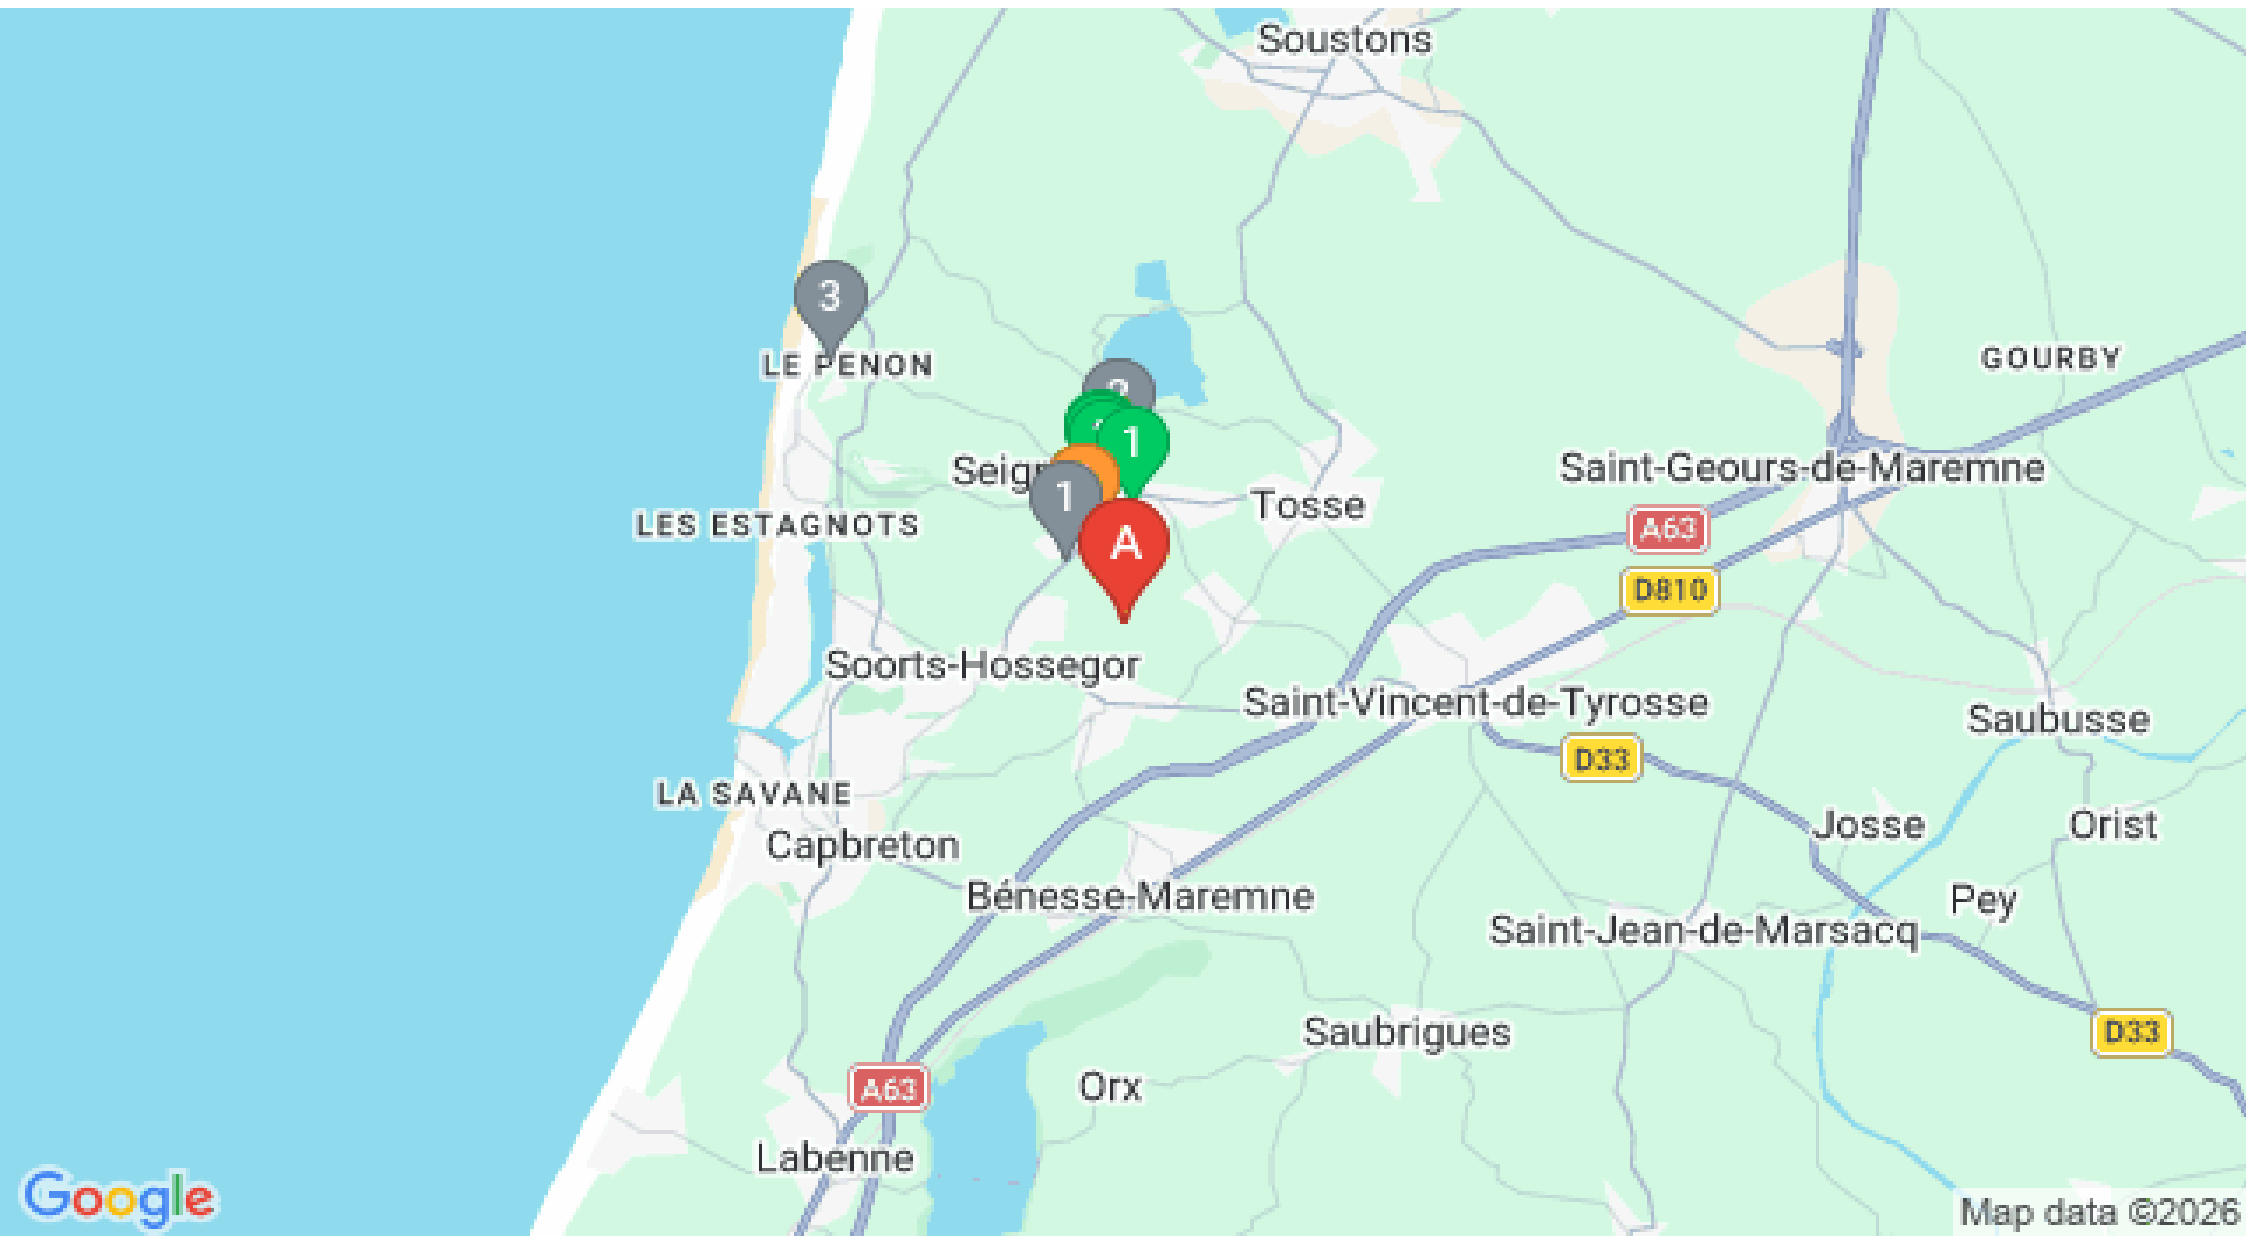 Soustons
3
LE PENON
GOURBY
1
Seign
Saint-Geours-de-Maremne
1
Tosse
LES ESTAGNOTS
A63
A
D810
Soorts-Hossegor
Saint-Vincent-de-Tyrosse
Saubusse
D33
LA SAVANE
Josse
Orist
Capbreton
Bénesse-Maremne
Pey
Saint-Jean-de-Marsacq
Saubrigues
D33
A63
Orx
Labenne
Google
Map data ©2026